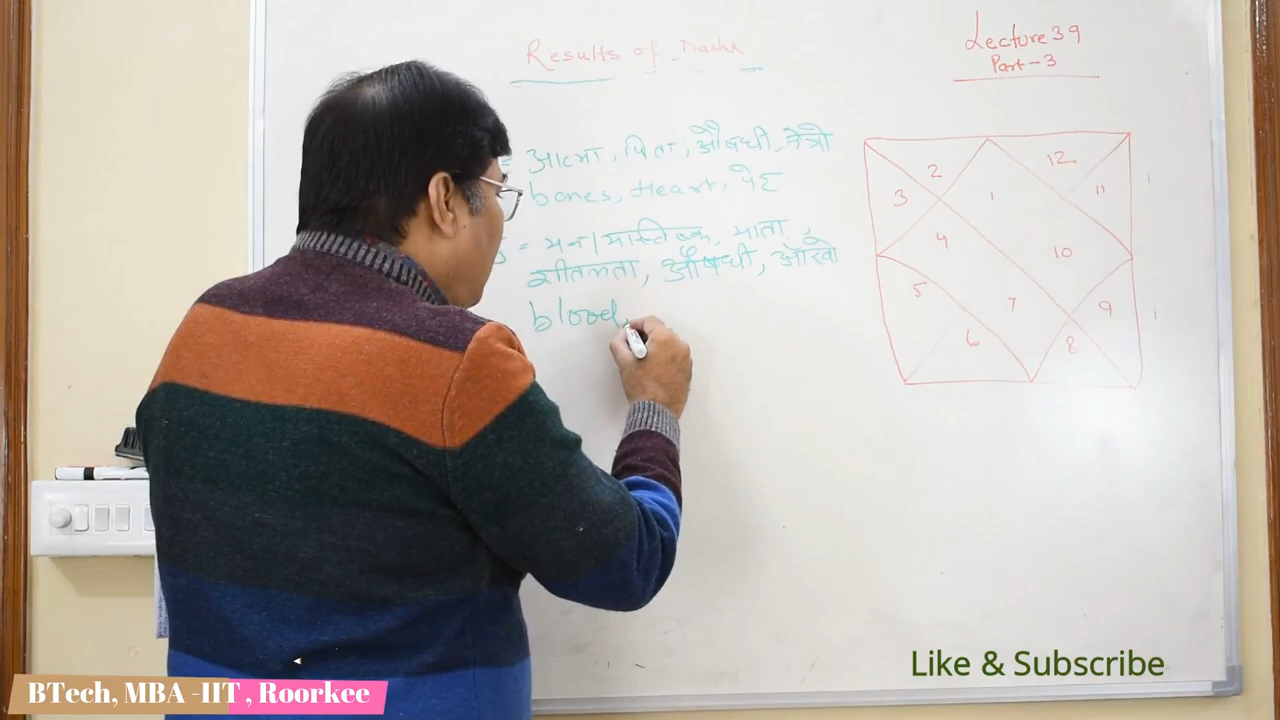 Results of Dasha
Lecture 39
Part-3
= आत्मा, पिता, औषधी, नेत्रो
bones, Heart, पेट
= मन/मास्तिष्क, माता,
शीतलता, औषधी, आँखो
blood,
2
12
3
1
11
4
10
5
7
9
6
8
Like & Subscribe
BTech, MBA -IIT , Roorkee